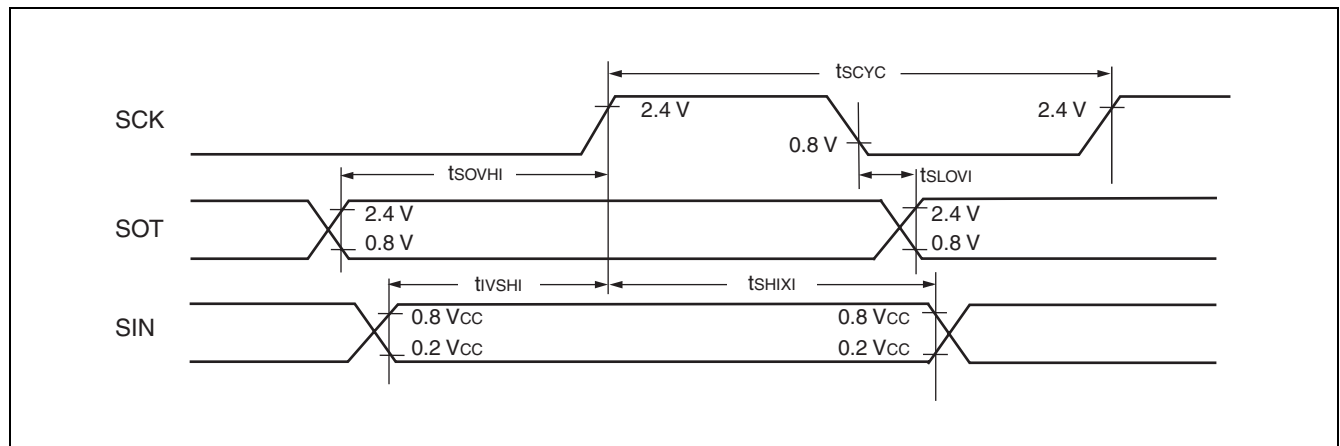 tSCYC
SCK
2.4 V
0.8 V
2.4 V
tSOVHI
tSLOVI
SOT
2.4 V
0.8 V
2.4 V
0.8 V
tIVSHI
tSHIXI
SIN
0.8 VCC
0.2 VCC
0.8 VCC
0.2 VCC